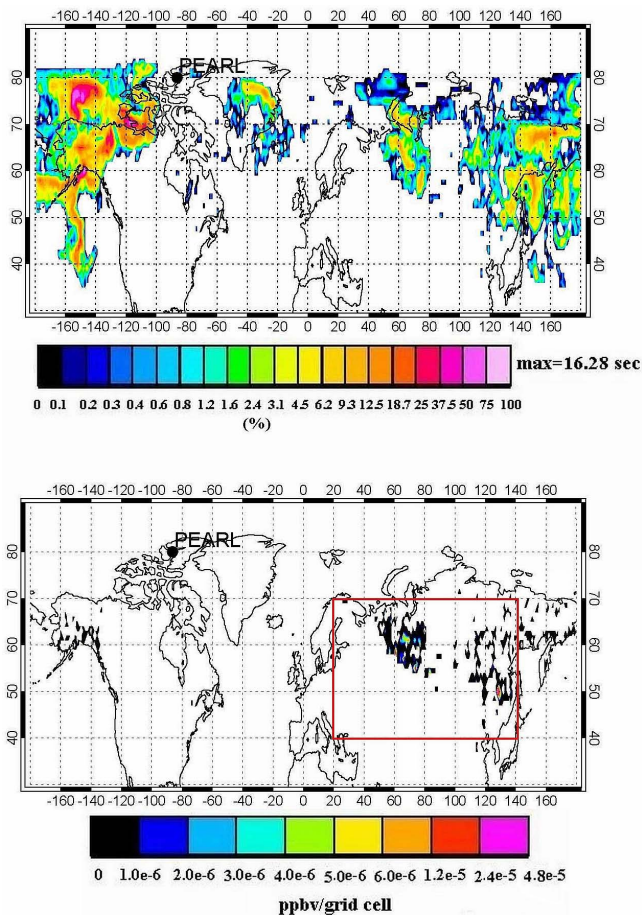 -160 -140 -120 -100 -80 -60 -40 -20 0 20 40 60 80 100 120 140 160
PEARL
80 80
70 70
60 60
50 50
40 40
-160 -140 -120 -100 -80 -60 -40 -20 0 20 40 60 80 100 120 140 160
max=16.28 sec
0 0.1 0.2 0.3 0.4 0.6 0.8 1.2 1.6 2.4 3.1 4.5 6.2 9.3 12.5 18.7 25 37.5 50 75 100
(%)
-160 -140 -120 -100 -80 -60 -40 -20 0 20 40 60 80 100 120 140 160
PEARL
80 80
70 70
60 60
50 50
40 40
-160 -140 -120 -100 -80 -60 -40 -20 0 20 40 60 80 100 120 140 160
0 1.0e-6 2.0e-6 3.0e-6 4.0e-6 5.0e-6 6.0e-6 1.2e-5 2.4e-5 4.8e-5
ppbv/grid cell